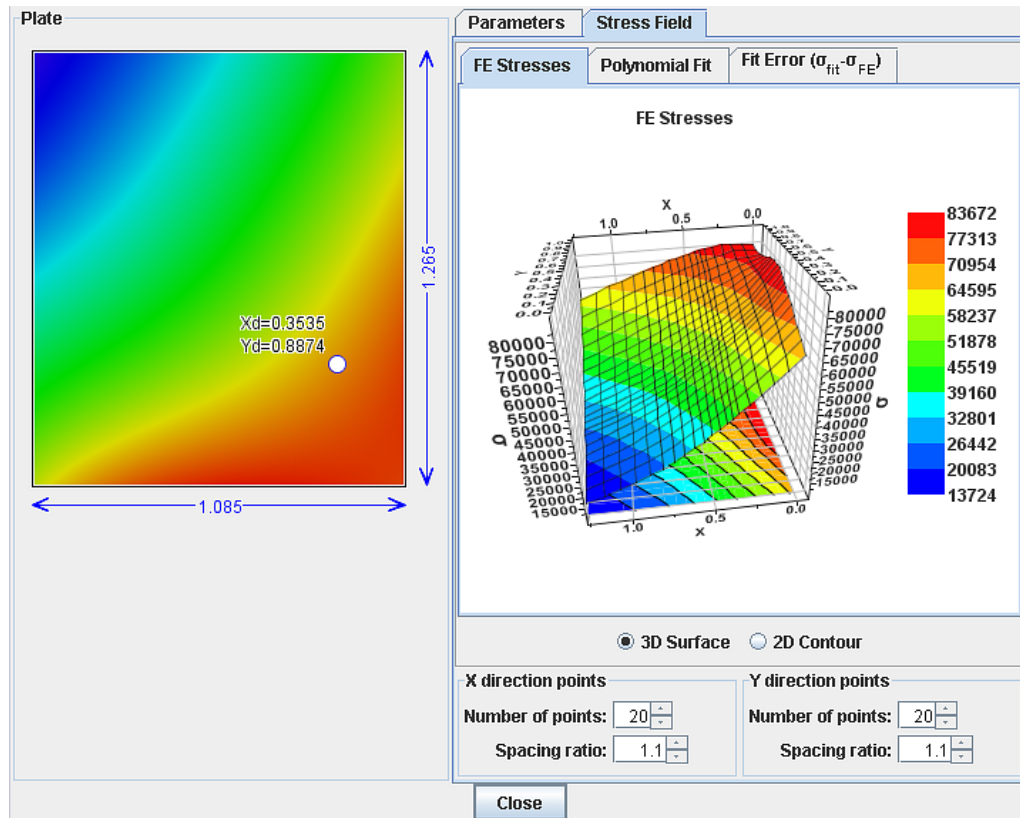 Plate
Xd=0.3535
Yd=0.8874
1.265
1.085
Parameters
Stress Field
FE Stresses
Polynomial Fit
Fit Error (σfit-σFE)
FE Stresses
X
1.0
0.5
0.0
Y
Y
0.0
80000
75000
70000
65000
60000
55000
50000
45000
40000
35000
30000
25000
20000
15000
σ
80000
75000
70000
65000
60000
55000
50000
45000
40000
35000
30000
25000
20000
15000
σ
1.0
0.5
0.0
X
83672
77313
70954
64595
58237
51878
45519
39160
32801
26442
20083
13724
3D Surface
2D Contour
X direction points
Number of points: 20
Spacing ratio: 1.1
Y direction points
Number of points: 20
Spacing ratio: 1.1
Close